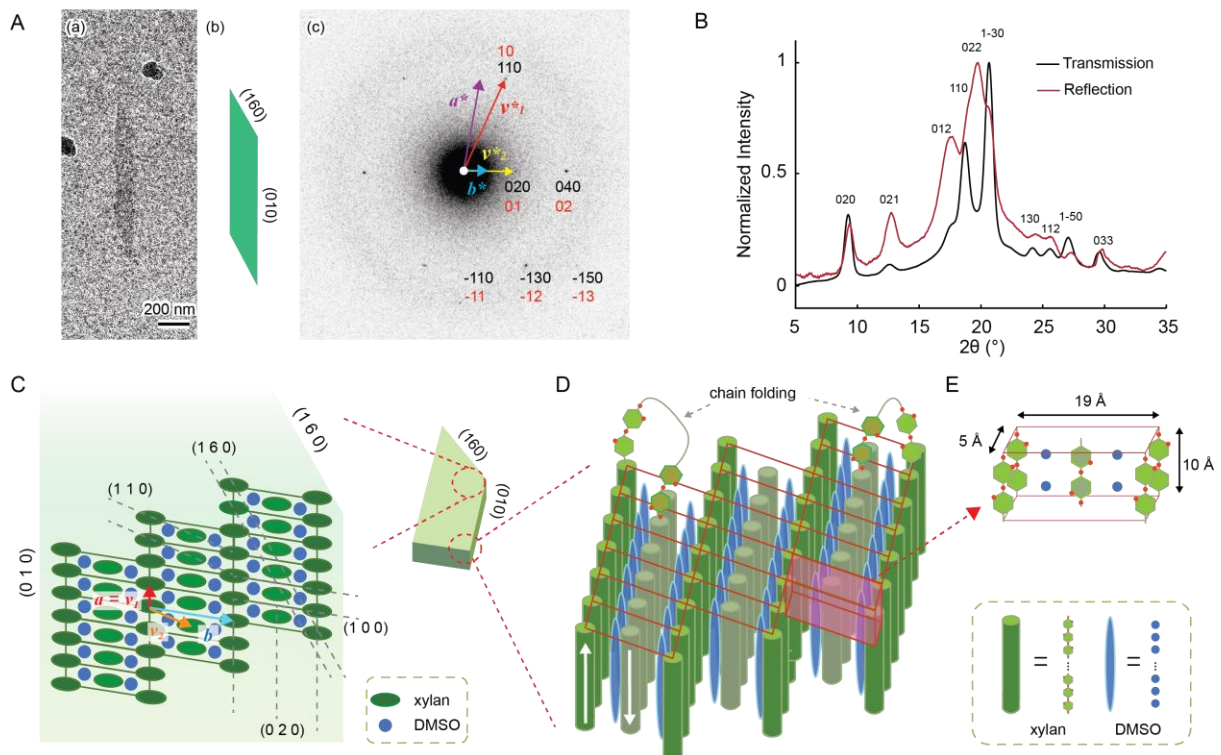 A
(a)
(b)
(c)
(160)
(010)
200 nm
10
110
a*
v*1
v*2
b*
020 040
01 02
-110 -130 -150
-11 -12 -13
B
Normalized Intensity
1
0.5
0
020
021
012
110
022
1-30
130
112
1-50
033
Transmission
Reflection
5 10 15 20 25 30 35
2θ (°)
C
(1 6 0)
(1 6 0)
(1 1 0)
(0 1 0)
a = v1
v2
b
(1 0 0)
(0 2 0)
xylan
DMSO
(160)
(010)
D
chain folding
E
19 Å
5 Å
10 Å
= =
xylan DMSO